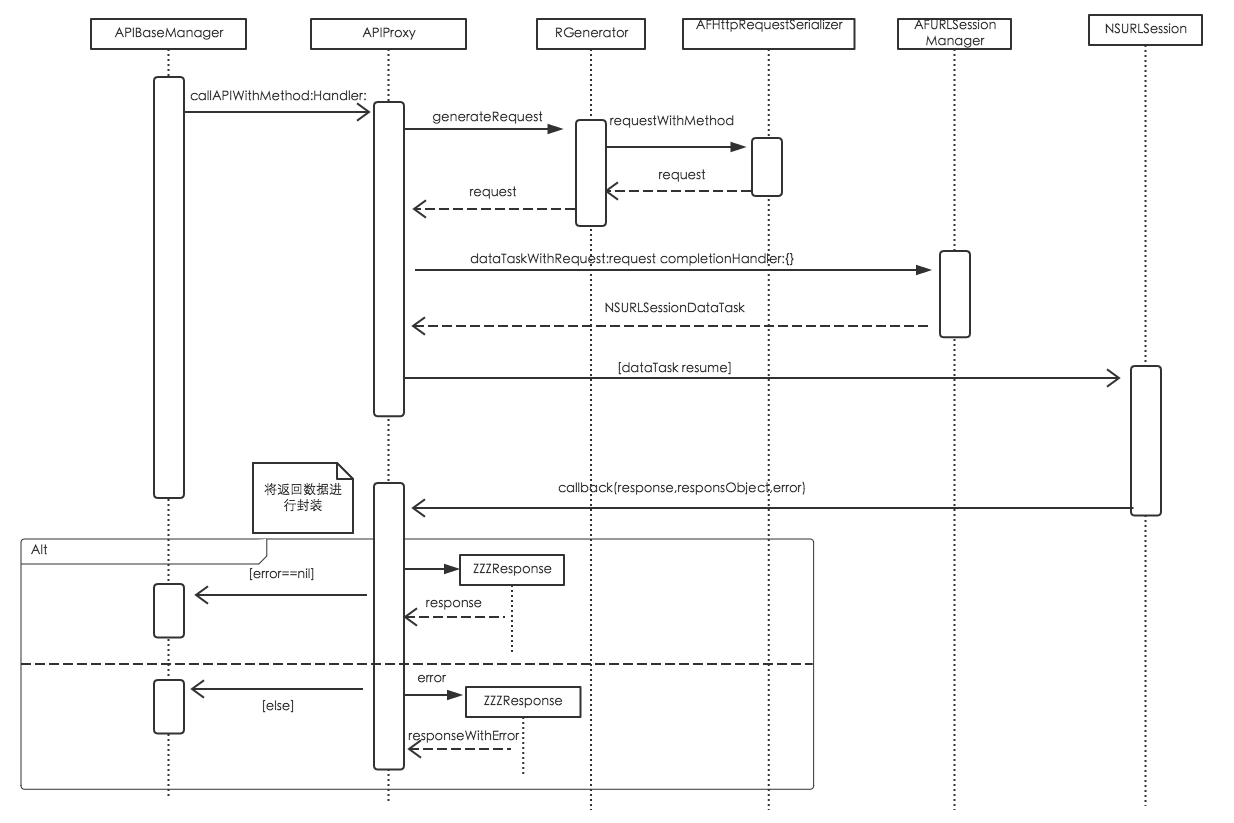 APIBaseManager
APIProxy
RGenerator
AFHttpRequestSerializer
AFURLSession
Manager
NSURLSession
callAPIWithMethod:Handler:
generateRequest
requestWithMethod
request
request
dataTaskWithRequest:request completionHandler:{}
NSURLSessionDataTask
[dataTask resume]
将返回数据进
行封装
callback(response,responsObject,error)
Alt
[error==nil]
ZZZResponse
response
error
[else]
ZZZResponse
responseWithError